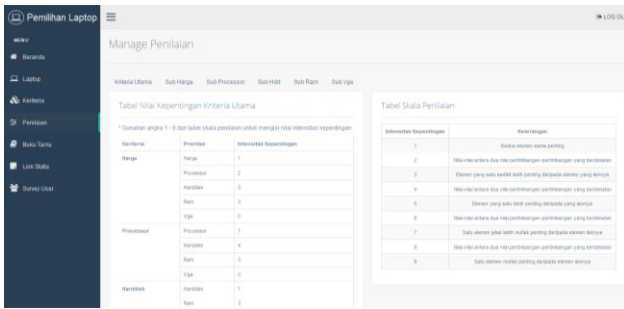 Pemilihan Laptop
LOG OU
MENU
Beranda
Laptop
Kriteria
Penilaian
Buku Tamu
Link Statis
Survey User
Manage Penilaian
Kriteria Utama Sub Harga Sub Processor Sub Hdd Sub Ram Sub Vga
Tabel Nilai Kepentingan Kriteria Utama
* Gunakan angka 1 - 9 dari tabel skala penilaian untuk mengisi nilai intensitas kepentingan
Kriteria Prioritas Intensitas Kepentingan
Harga Harga 1
Processor 2
Harddisk 3
Ram 3
Vga 3
Processor Processor 1
Harddisk 4
Ram 3
Vga 3
Harddisk Harddisk 1
Ram 3
Tabel Skala Penilaian
Intensitas Kepentingan Keterangan
1 Kedua elemen sama penting
2 Nilai-nilai antara dua nilai pertimbangan-pertimbangan yang berdekatan
3 Elemen yang satu sedikit lebih penting daripada elemen yang lainnya
4 Nilai-nilai antara dua nilai pertimbangan-pertimbangan yang berdekatan
5 Elemen yang satu lebih penting daripada yang lainnya
6 Nilai-nilai antara dua nilai pertimbangan-pertimbangan yang berdekatan
7 Satu elemen jelas lebih mutlak penting daripada elemen lainnya
8 Nilai-nilai antara dua nilai pertimbangan-pertimbangan yang berdekatan
9 Satu elemen mutlak penting daripada elemen lainnya